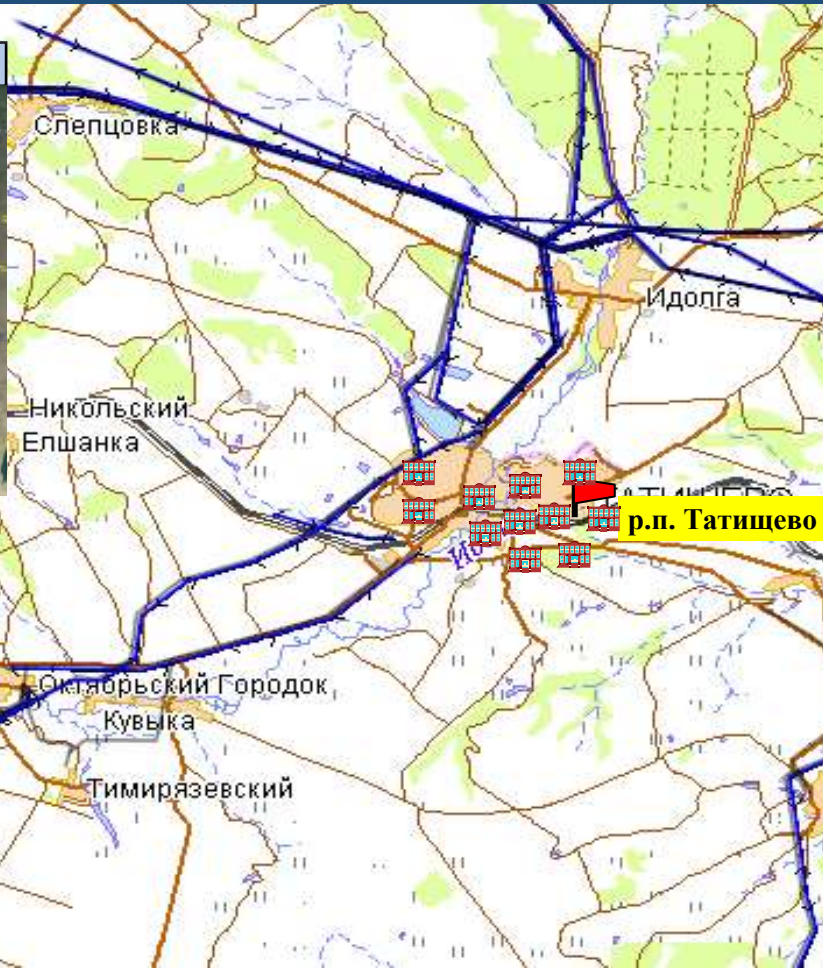 Слепцовка
Идолга
Никольский
Елшанка
р.п. Татищево
Октябрьский Городок
Кувыка
Тимирязевский